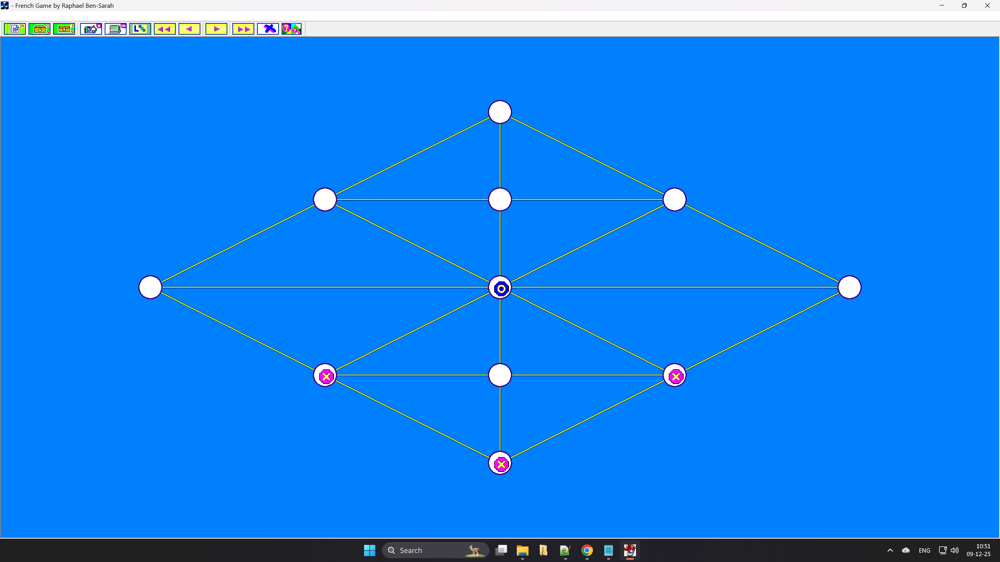 - French Game by Raphael Ben-Sarah
Search
ENG
10:51
09-12-25